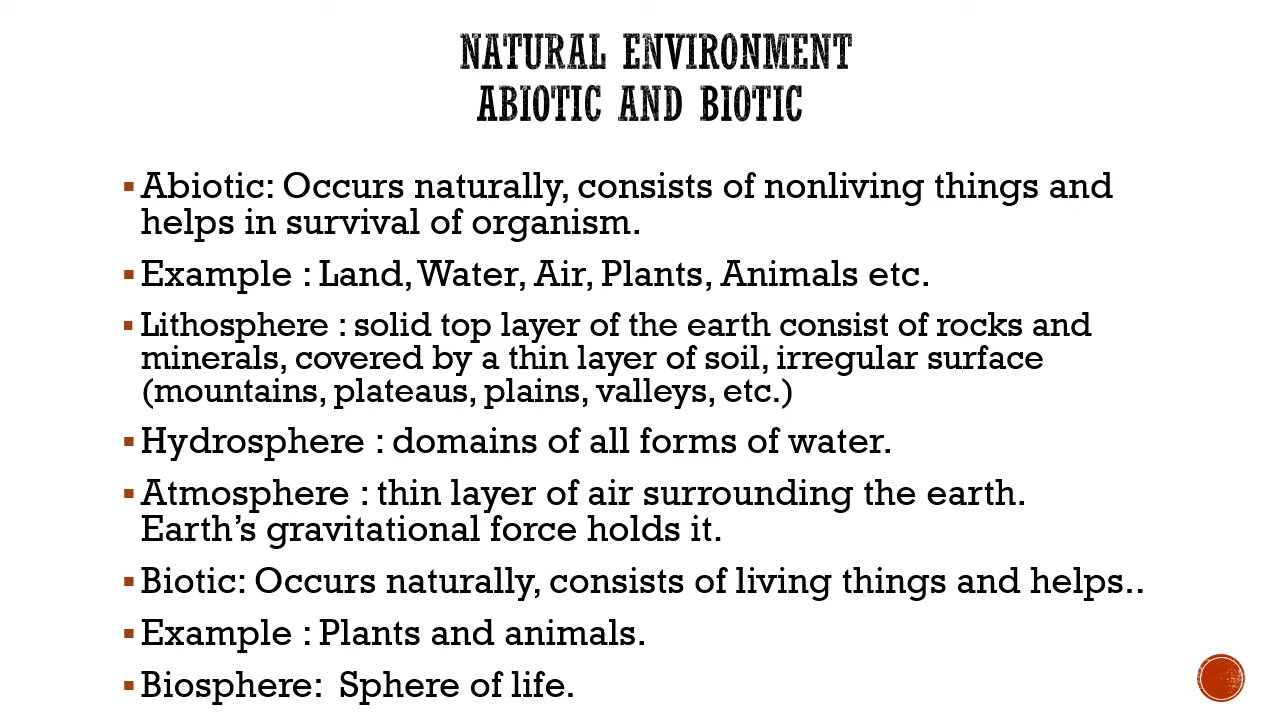 NATURAL ENVIRONMENT
ABIOTIC AND BIOTIC
▪Abiotic: Occurs naturally, consists of nonliving things and
helps in survival of organism.
▪Example : Land, Water, Air, Plants, Animals etc.
▪Lithosphere : solid top layer of the earth consist of rocks and
minerals, covered by a thin layer of soil, irregular surface
(mountains, plateaus, plains, valleys, etc.)
▪Hydrosphere : domains of all forms of water.
▪Atmosphere : thin layer of air surrounding the earth.
Earth’s gravitational force holds it.
▪Biotic: Occurs naturally, consists of living things and helps..
▪Example : Plants and animals.
▪Biosphere: Sphere of life.